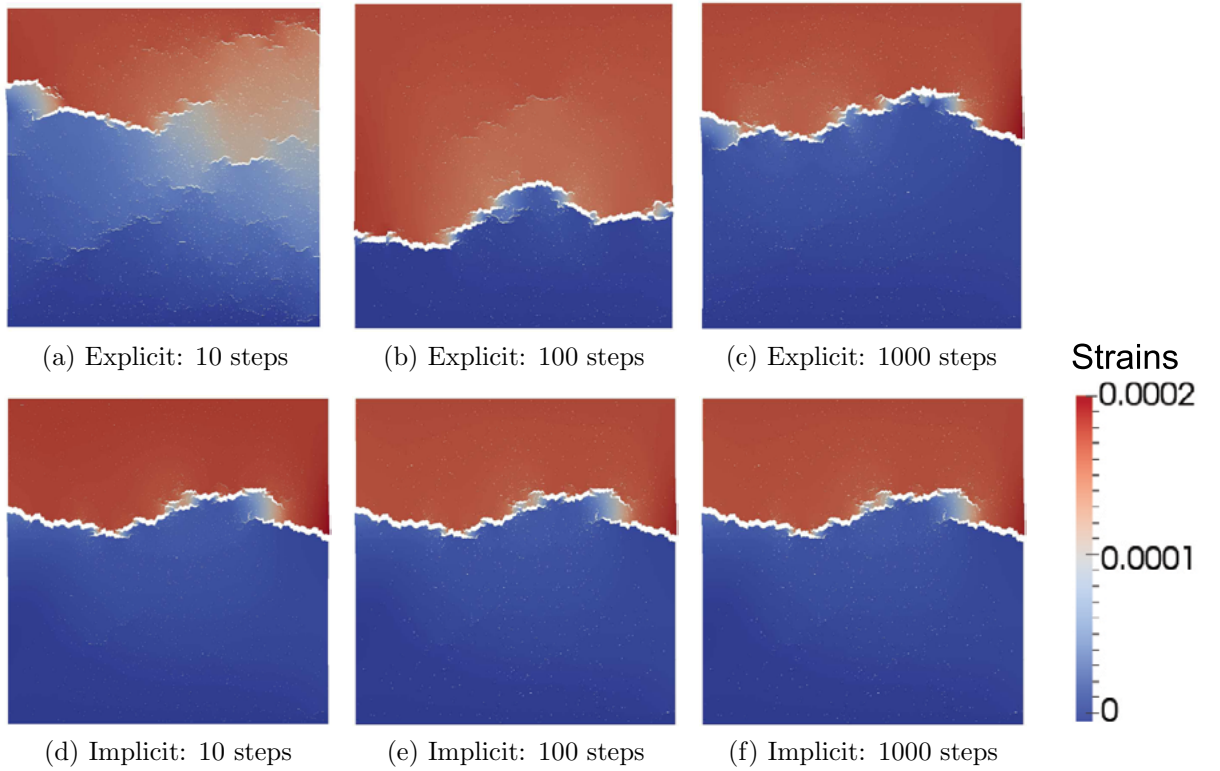 (a) Explicit: 10 steps
(b) Explicit: 100 steps
(c) Explicit: 1000 steps
Strains
0.0002
0.0001
0
(d) Implicit: 10 steps
(e) Implicit: 100 steps
(f) Implicit: 1000 steps